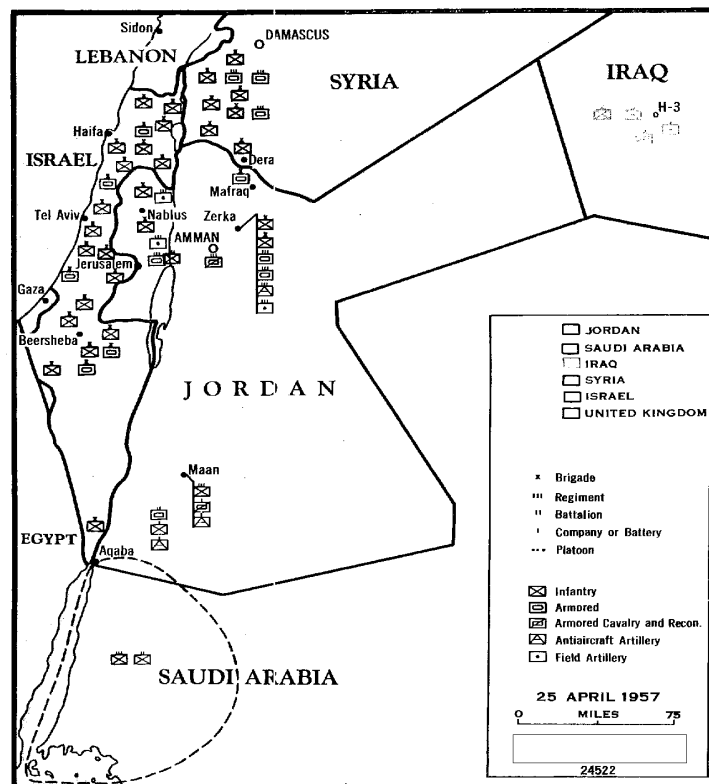 Sidon
DAMASCUS
LEBANON
SYRIA
IRAQ
H-3
Haifa
ISRAEL
Dera
Mafraq
Tel Aviv
Nablus
Zerka
AMMAN
Jerusalem
Gaza
Beersheba
JORDAN
Maan
EGYPT
Aqaba
SAUDI ARABIA
JORDAN
SAUDI ARABIA
IRAQ
SYRIA
ISRAEL
UNITED KINGDOM
x Brigade
III Regiment
II Battalion
I Company or Battery
••• Platoon
Infantry
Armored
Armored Cavalry and Recon.
Antiaircraft Artillery
Field Artillery
25 APRIL 1957
0 MILES 75
24522